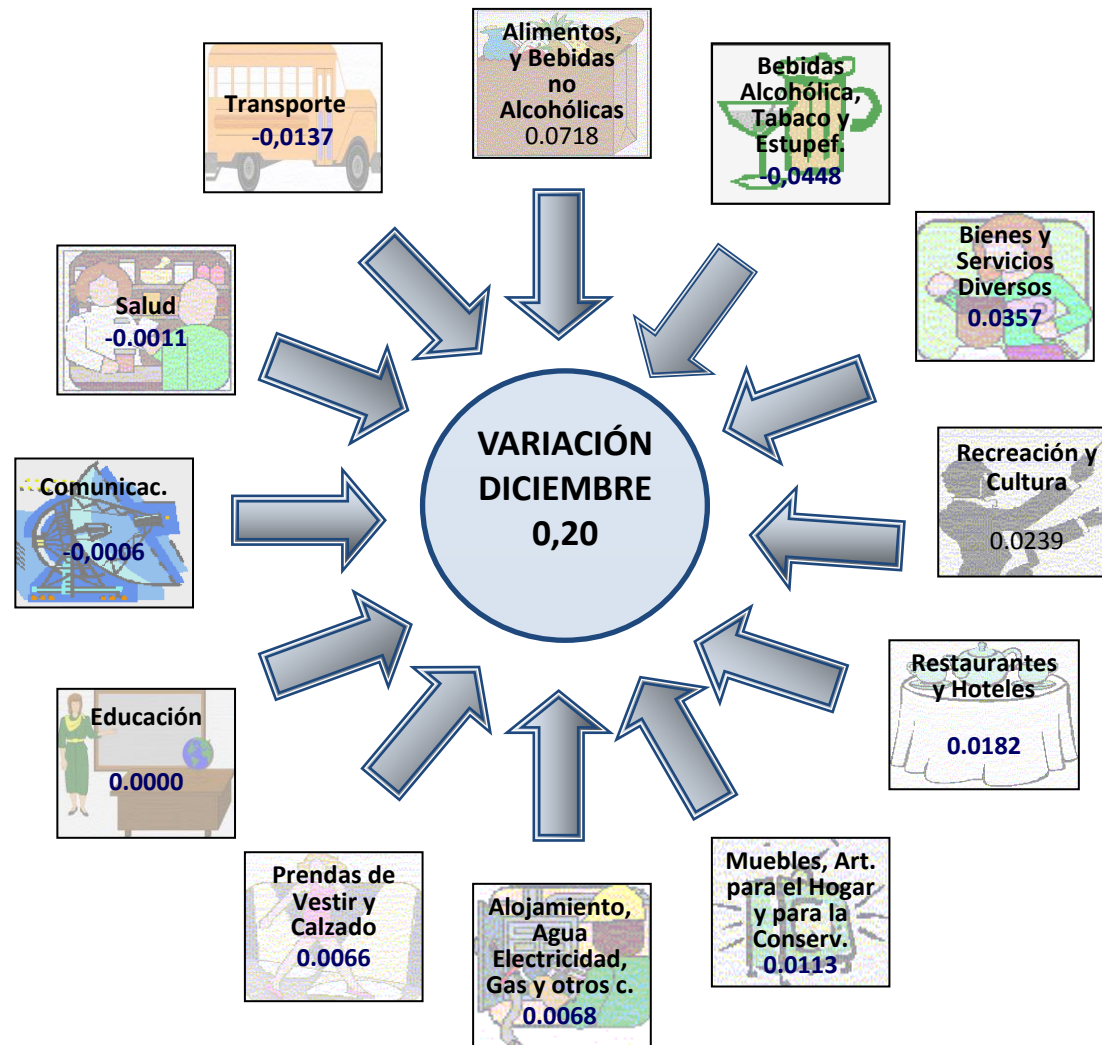 Alimentos,
y Bebidas
no
Alcohólicas
0.0718
Bebidas
Alcohólica,
Tabaco y
Estupef.
-0,0448
Bienes y
Servicios
Diversos
0.0357
Recreación y
Cultura
0.0239
Restaurantes
y Hoteles
0.0182
Muebles, Art.
para el Hogar
y para la
Conserv.
0.0113
Alojamiento,
Agua
Electricidad,
Gas y otros c.
0.0068
Prendas de
Vestir y
Calzado
0.0066
Educación
0.0000
Comunicac.
-0,0006
Salud
-0.0011
Transporte
-0,0137
VARIACIÓN
DICIEMBRE
0,20